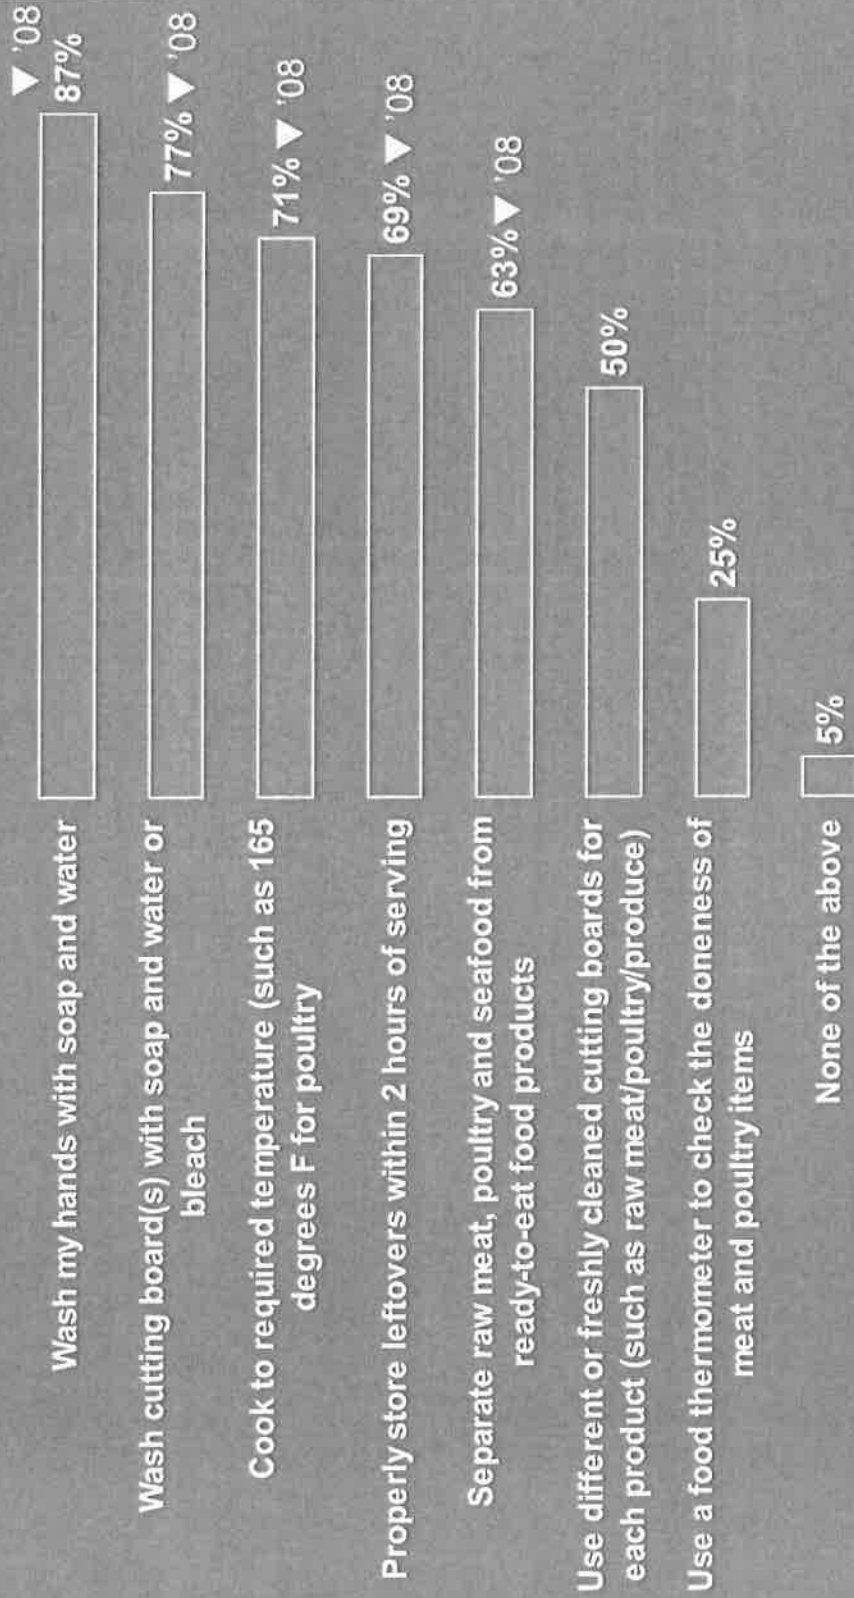 ▼ '08
Wash my hands with soap and water 87%
Wash cutting board(s) with soap and water or
bleach
77% ▼ '08
Cook to required temperature (such as 165
degrees F for poultry
71% ▼ '08
Properly store leftovers within 2 hours of serving 69% ▼ '08
Separate raw meat, poultry and seafood from
ready-to-eat food products
63% ▼ '08
Use different or freshly cleaned cutting boards for
each product (such as raw meat/poultry/produce)
50%
Use a food thermometer to check the doneness of
meat and poultry items
25%
None of the above 5%